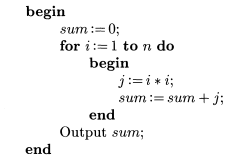 begin
sum:=0;
for i:=1 to n do
begin
j:=i * i;
sum:=sum + j;
end
Output sum;
end